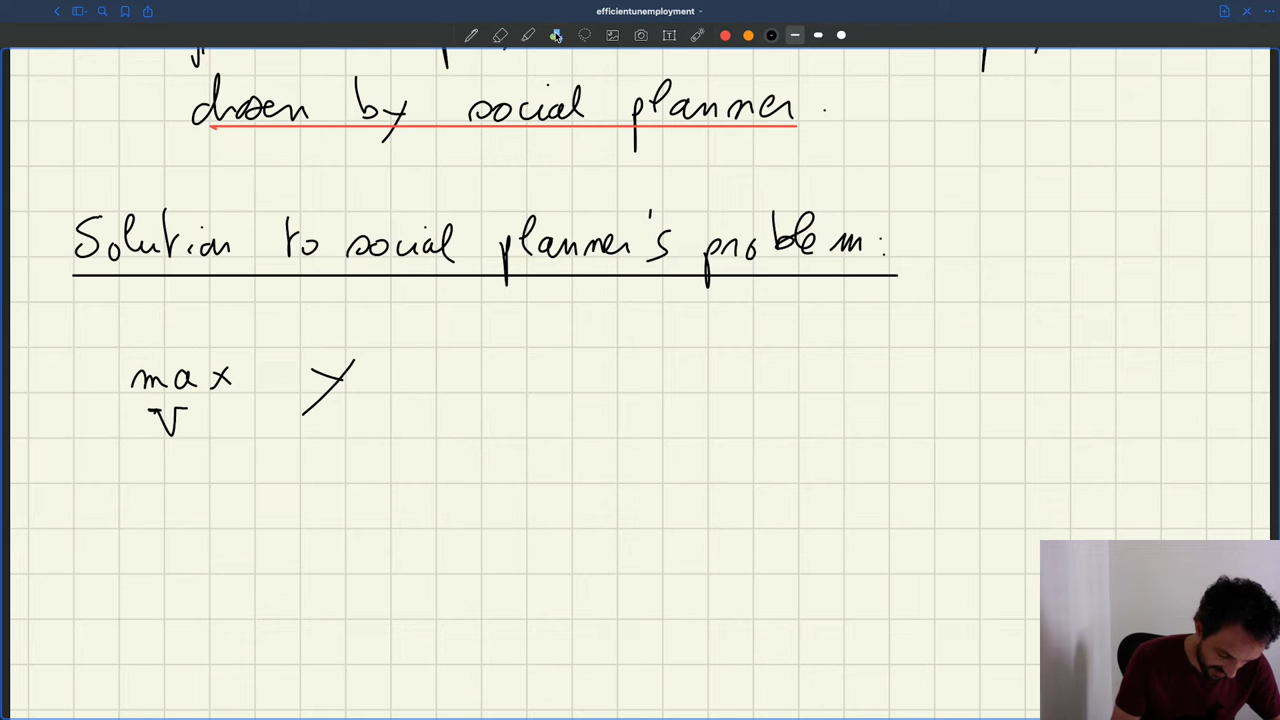 efficientunemployment
chosen by social planner.
Solution to social planner's problem:
max y
v